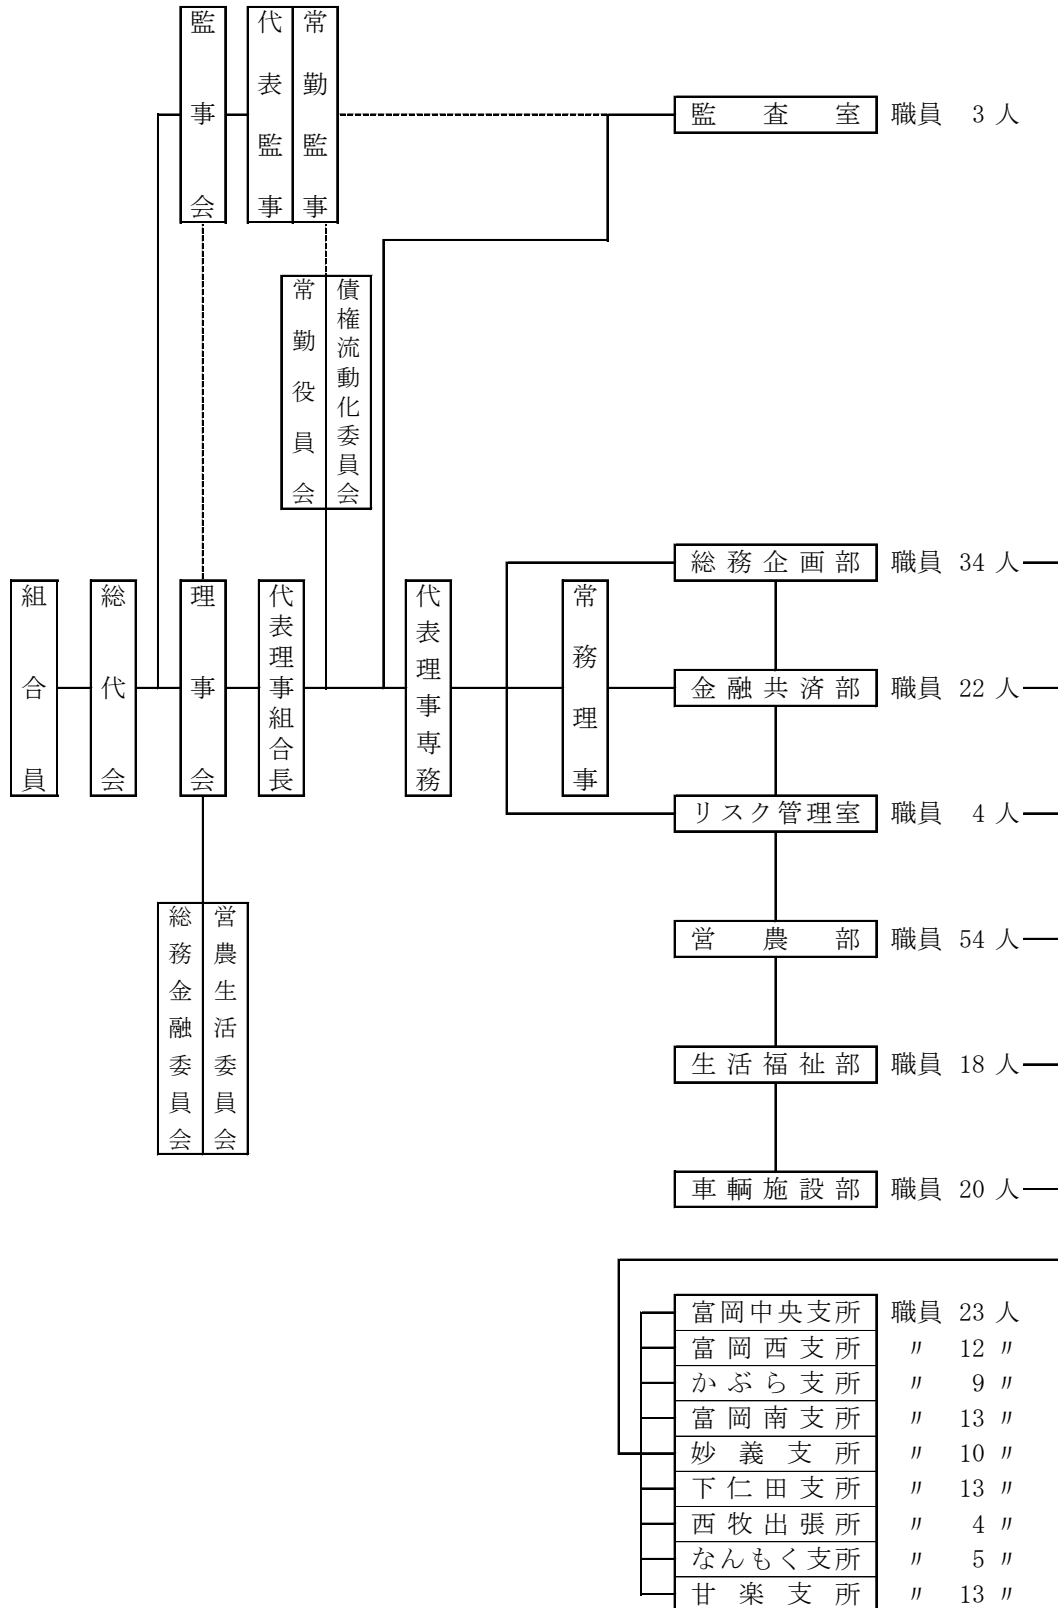 監事会
代表監事
常勤監事
監査室 職員 3 人
常勤役員会
債権流動化委員会
組合員
総代会
理事会
代表理事組合長
代表理事専務
常務理事
総務企画部 職員 34 人
金融共済部 職員 22 人
リスク管理室 職員 4 人
営農部 職員 54 人
生活福祉部 職員 18 人
車輌施設部 職員 20 人
総務金融委員会
営農生活委員会
富岡中央支所 職員 23 人
富岡西支所 〃 12 〃
かぶら支所 〃 9 〃
富岡南支所 〃 13 〃
妙義支所 〃 10 〃
下仁田支所 〃 13 〃
西牧出張所 〃 4 〃
なんもく支所 〃 5 〃
甘楽支所 〃 13 〃